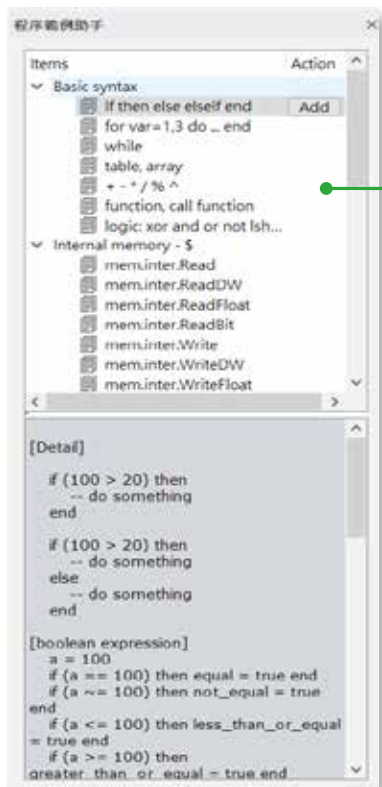 程序範例助手
Items Action
Basic syntax
If then else elseif end Add
for var=1,3 do ... end
while
table, array
+ - * / % ^
function, call function
logic: xor and or not lsh...
Internal memory - $
mem.inter.Read
mem.inter.ReadDW
mem.inter.ReadFloat
mem.inter.ReadBit
mem.inter.Write
mem.inter.WriteDW
mem.inter.WriteFloat
[Detail]
if (100 > 20) then
-- do something
end
if (100 > 20) then
-- do something
else
-- do something
end
[boolean expression]
a = 100
if (a == 100) then equal = true end
if (a ~= 100) then not_equal = true
end
if (a <= 100) then less_than_or_equal
= true end
if (a >= 100) then
greater_than_or_equal = true end